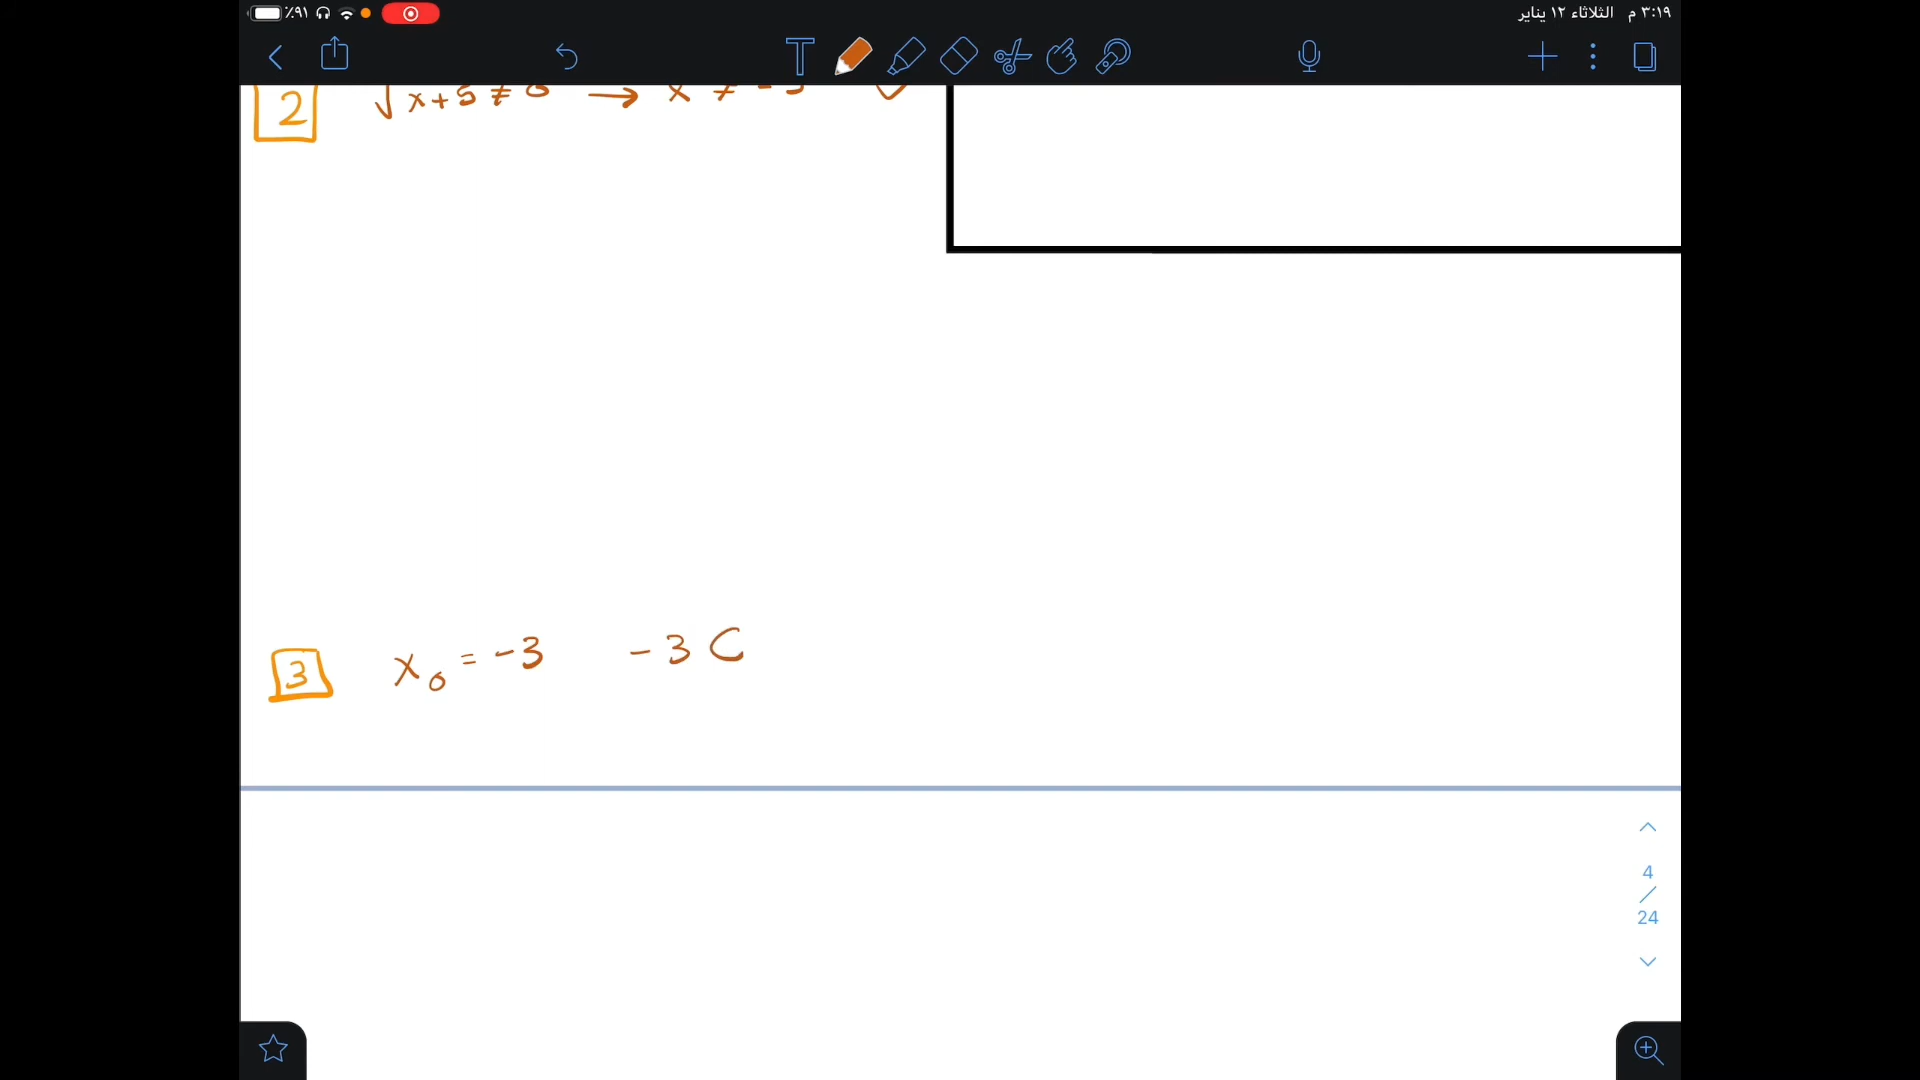 ٪٩١
٣:١٩ م الثلاثاء ١٢ يناير
2 √x+5 ≠ 0 → x ≠ -5
3 x₀ = -3 -3 C
4
/
24